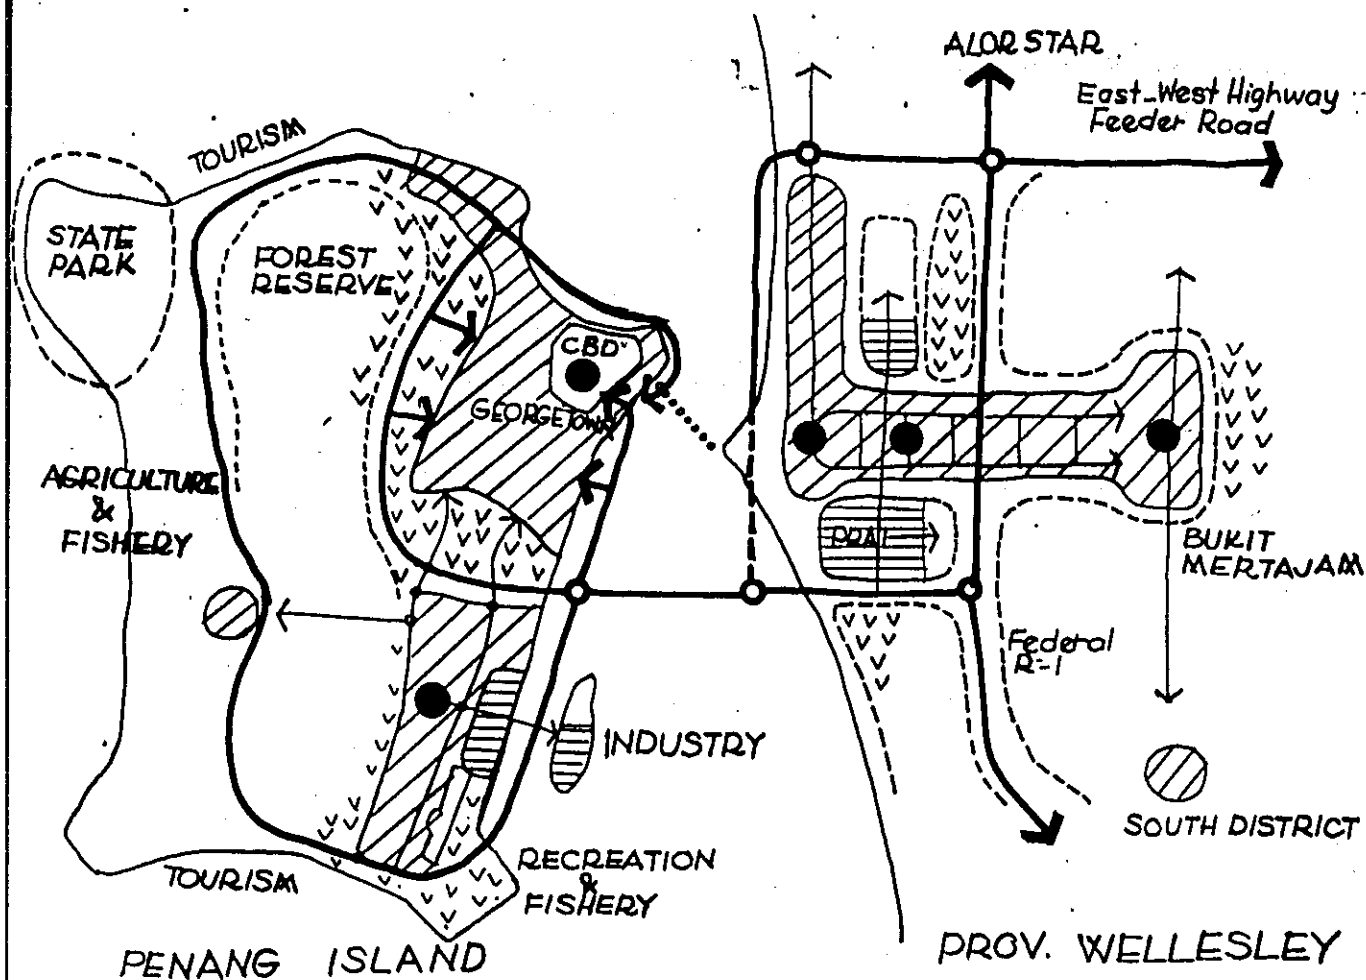 ALOR STAR
East-West Highway
Feeder Road
TOURISM
STATE
PARK
FOREST
RESERVE
CBD
GEORGETOWN
AGRICULTURE
&
FISHERY
PRAI
BUKIT
MERTAJAM
Federal
R-1
INDUSTRY
SOUTH DISTRICT
RECREATION
&
FISHERY
TOURISM
PENANG ISLAND
PROV. WELLESLEY